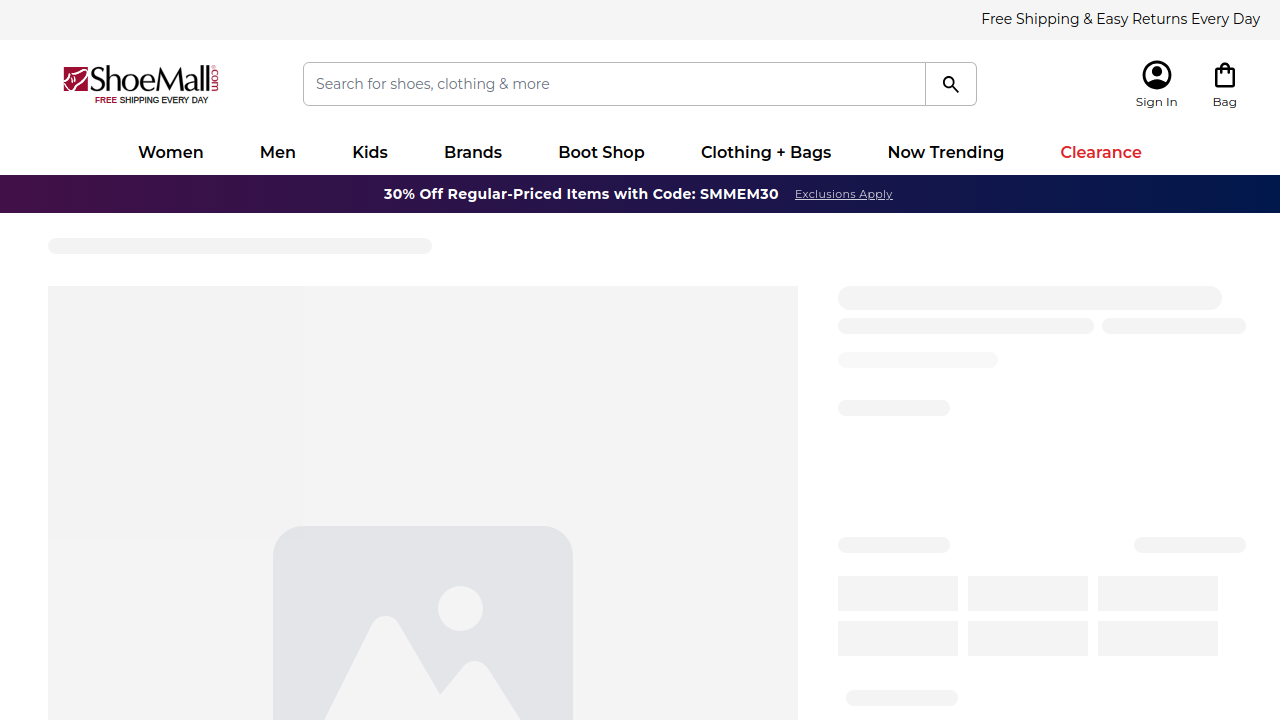 Free Shipping & Easy Returns Every Day
ShoeMall.com
FREE SHIPPING EVERY DAY
Search for shoes, clothing & more
Sign In
Bag
Women
Men
Kids
Brands
Boot Shop
Clothing + Bags
Now Trending
Clearance
30% Off Regular-Priced Items with Code: SMMEM30 Exclusions Apply